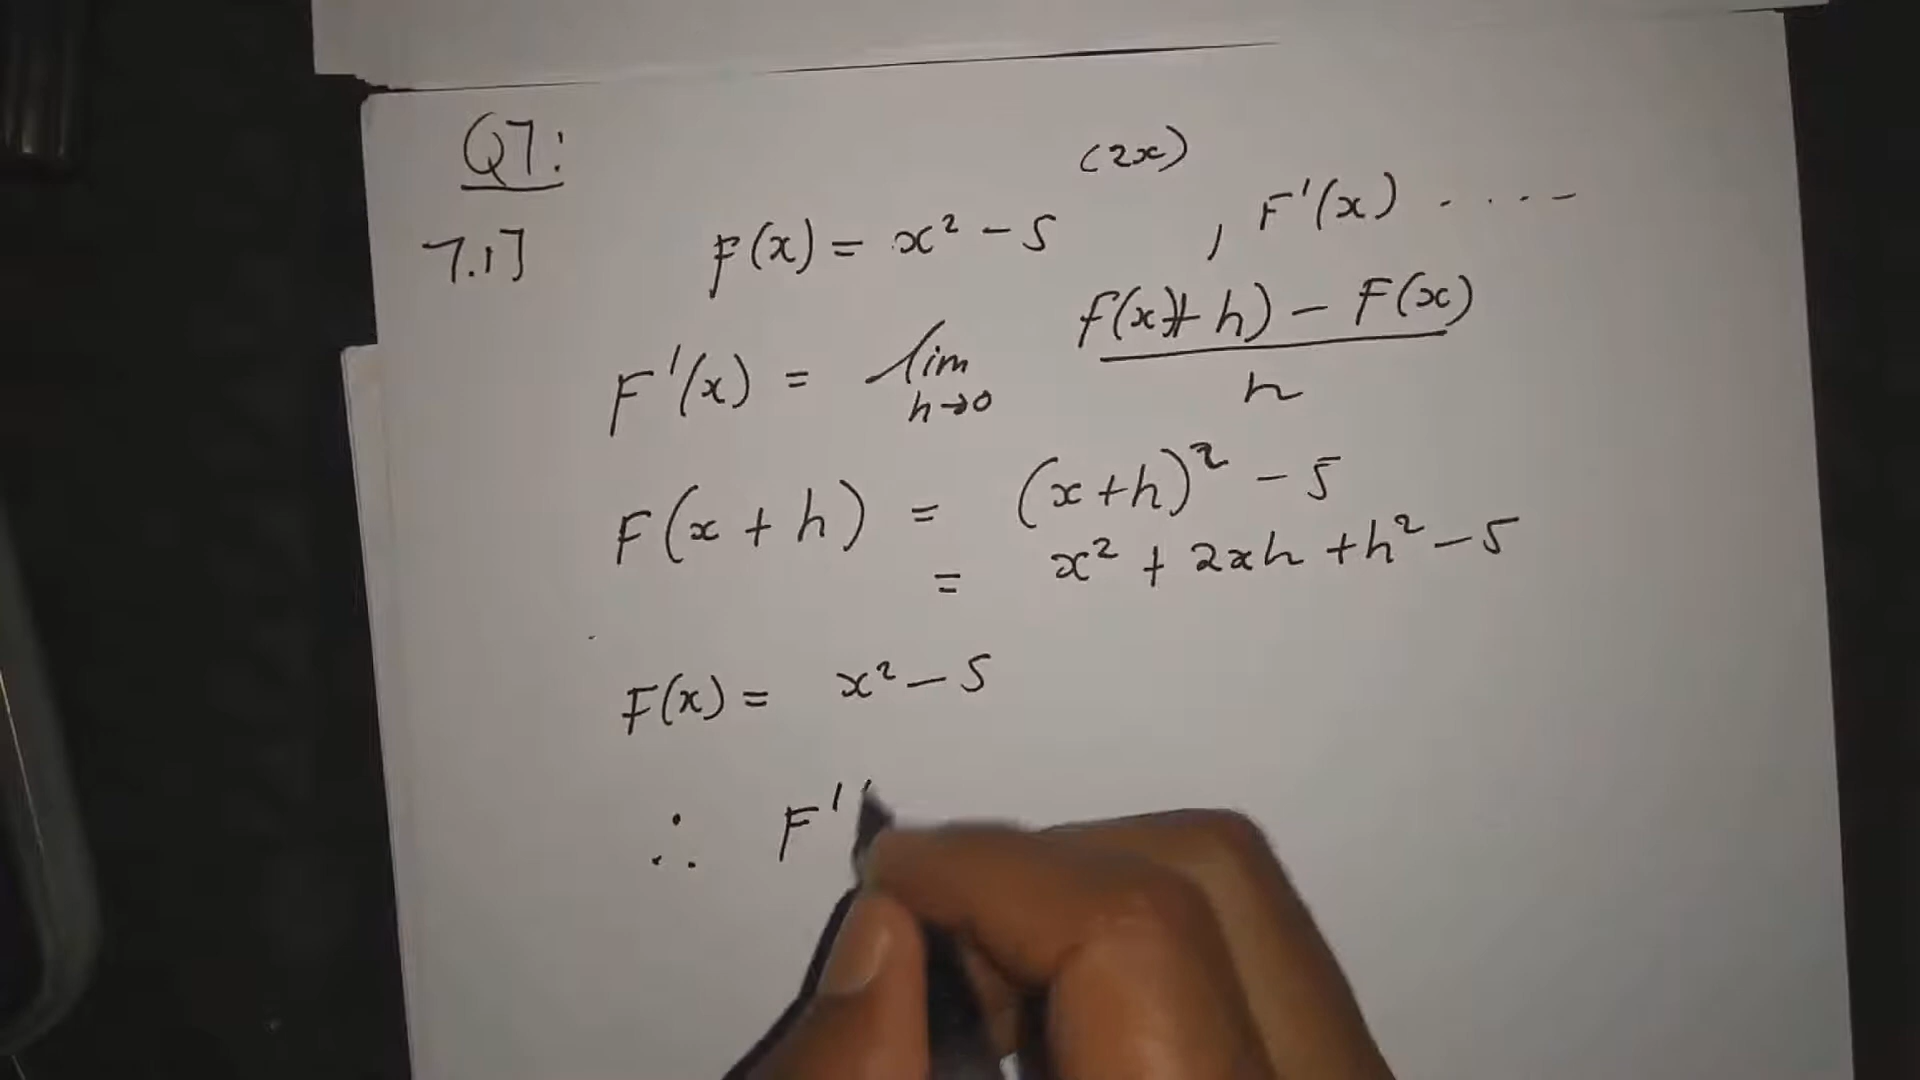 Q7:
(2x)
7.1] F(x) = x² - 5 , F'(x) . . . . -
F'(x) = lim h→0 F(x)+ h) - F(x) / h
F(x + h) = (x+h)² - 5
= x² + 2xh + h² - 5
F(x) = x² - 5
∴ F'(